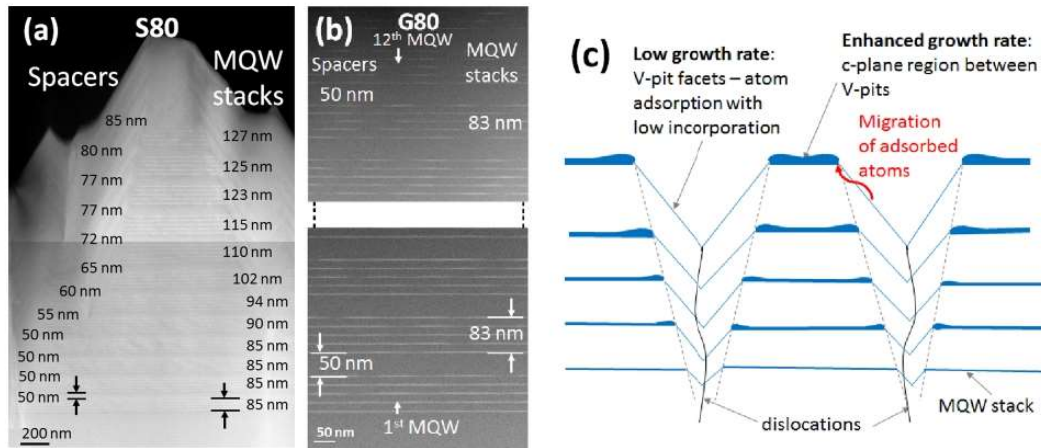 (a)
S80
Spacers
MQW
stacks
85 nm
80 nm
77 nm
77 nm
72 nm
65 nm
60 nm
55 nm
50 nm
50 nm
50 nm
50 nm
127 nm
125 nm
123 nm
115 nm
110 nm
102 nm
94 nm
90 nm
85 nm
85 nm
85 nm
85 nm
200 nm
(b)
G80
12th MQW
Spacers
50 nm
MQW
stacks
83 nm
83 nm
50 nm
1st MQW
50 nm
(c)
Low growth rate:
V-pit facets – atom
adsorption with
low incorporation
Enhanced growth rate:
c-plane region between
V-pits
Migration
of adsorbed
atoms
dislocations
MQW stack